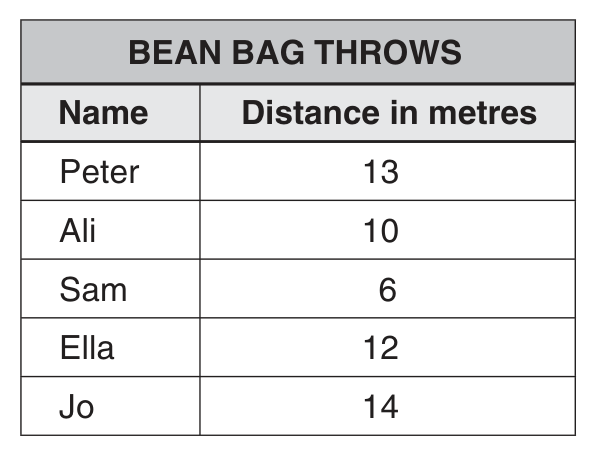 BEAN BAG THROWS
Name Distance in metres
Peter 13
Ali 10
Sam 6
Ella 12
Jo 14